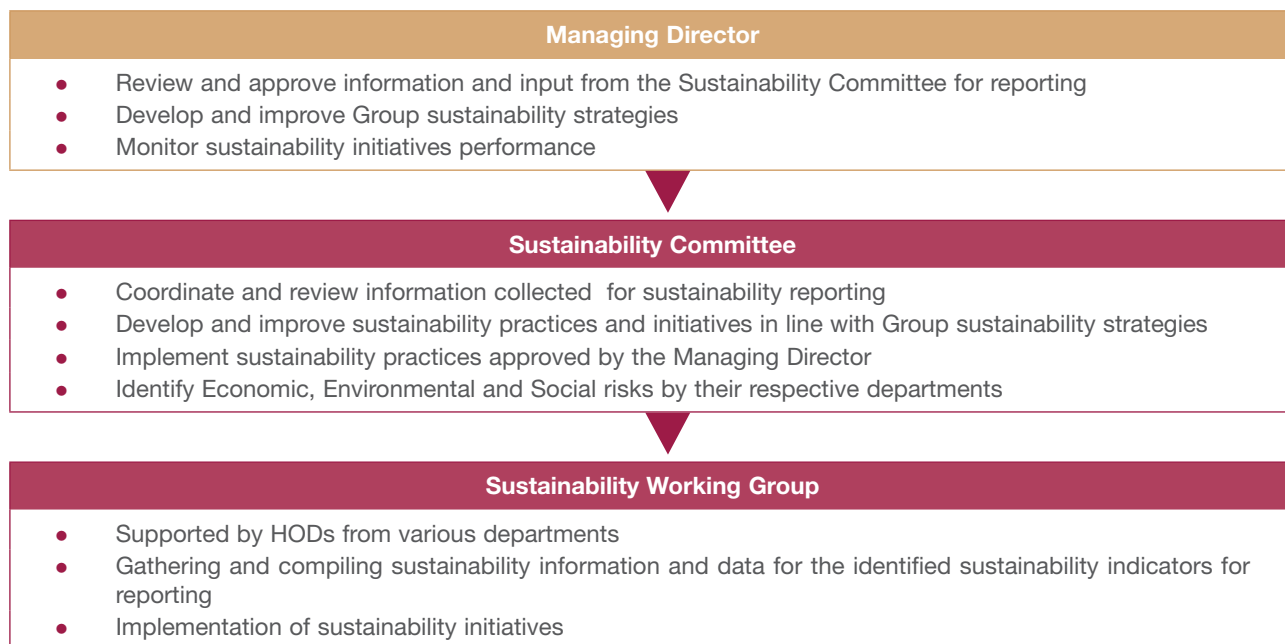 Managing Director
● Review and approve information and input from the Sustainability Committee for reporting
● Develop and improve Group sustainability strategies
● Monitor sustainability initiatives performance
Sustainability Committee
● Coordinate and review information collected for sustainability reporting
● Develop and improve sustainability practices and initiatives in line with Group sustainability strategies
● Implement sustainability practices approved by the Managing Director
● Identify Economic, Environmental and Social risks by their respective departments
Sustainability Working Group
● Supported by HODs from various departments
● Gathering and compiling sustainability information and data for the identified sustainability indicators for
reporting
● Implementation of sustainability initiatives